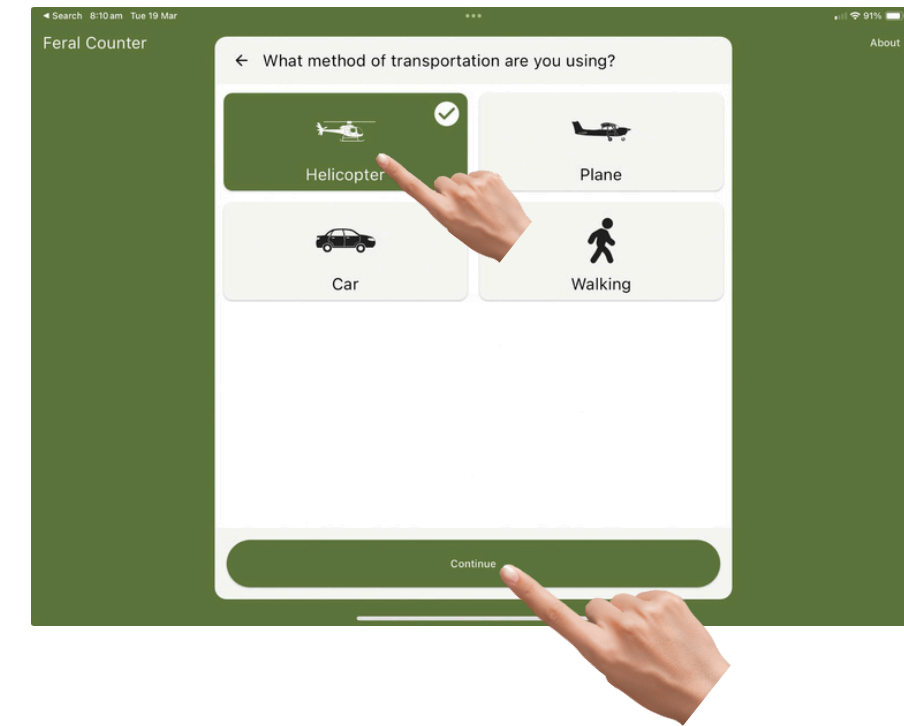 ◄ Search 8:10 am Tue 19 Mar
91%
Feral Counter
About
What method of transportation are you using?
Helicopter
Plane
Car
Walking
Continue